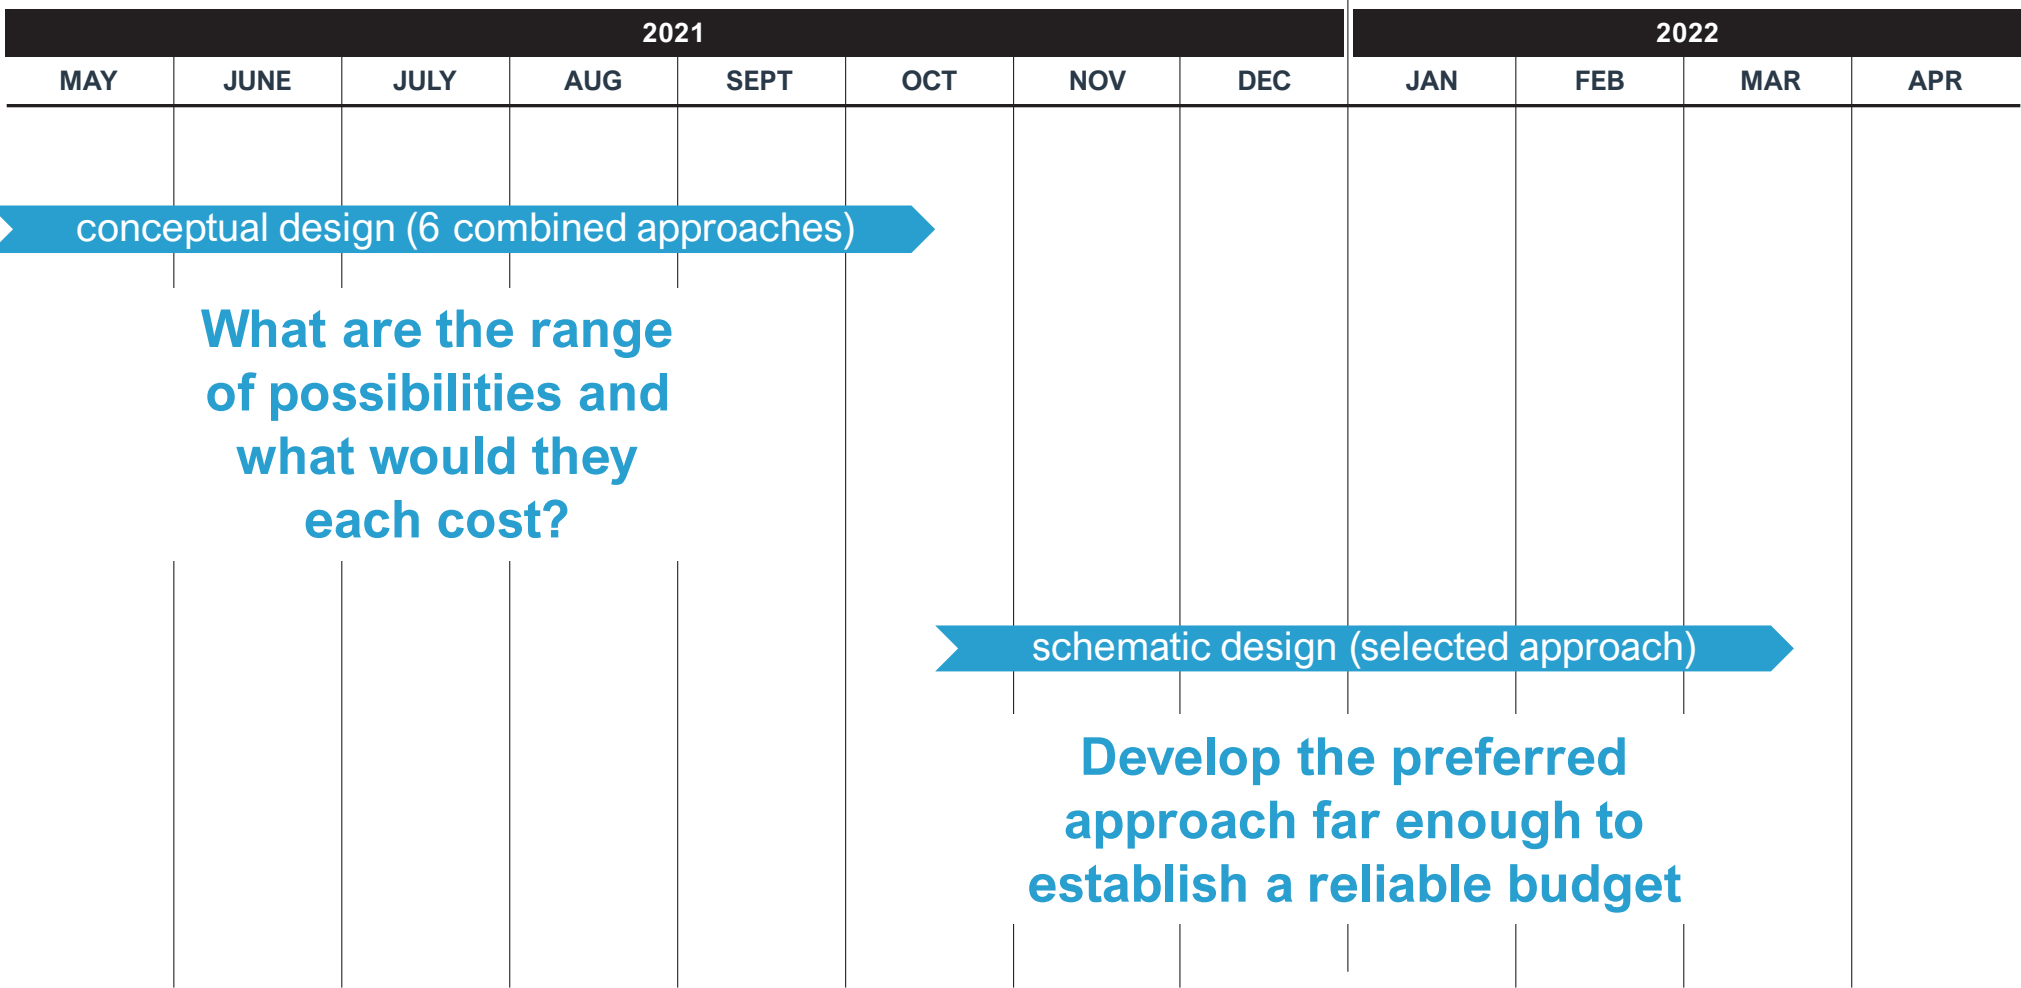 2021 2022
MAY JUNE JULY AUG SEPT OCT NOV DEC JAN FEB MAR APR
conceptual design (6 combined approaches)
What are the range
of possibilities and
what would they
each cost?
schematic design (selected approach)
Develop the preferred
approach far enough to
establish a reliable budget